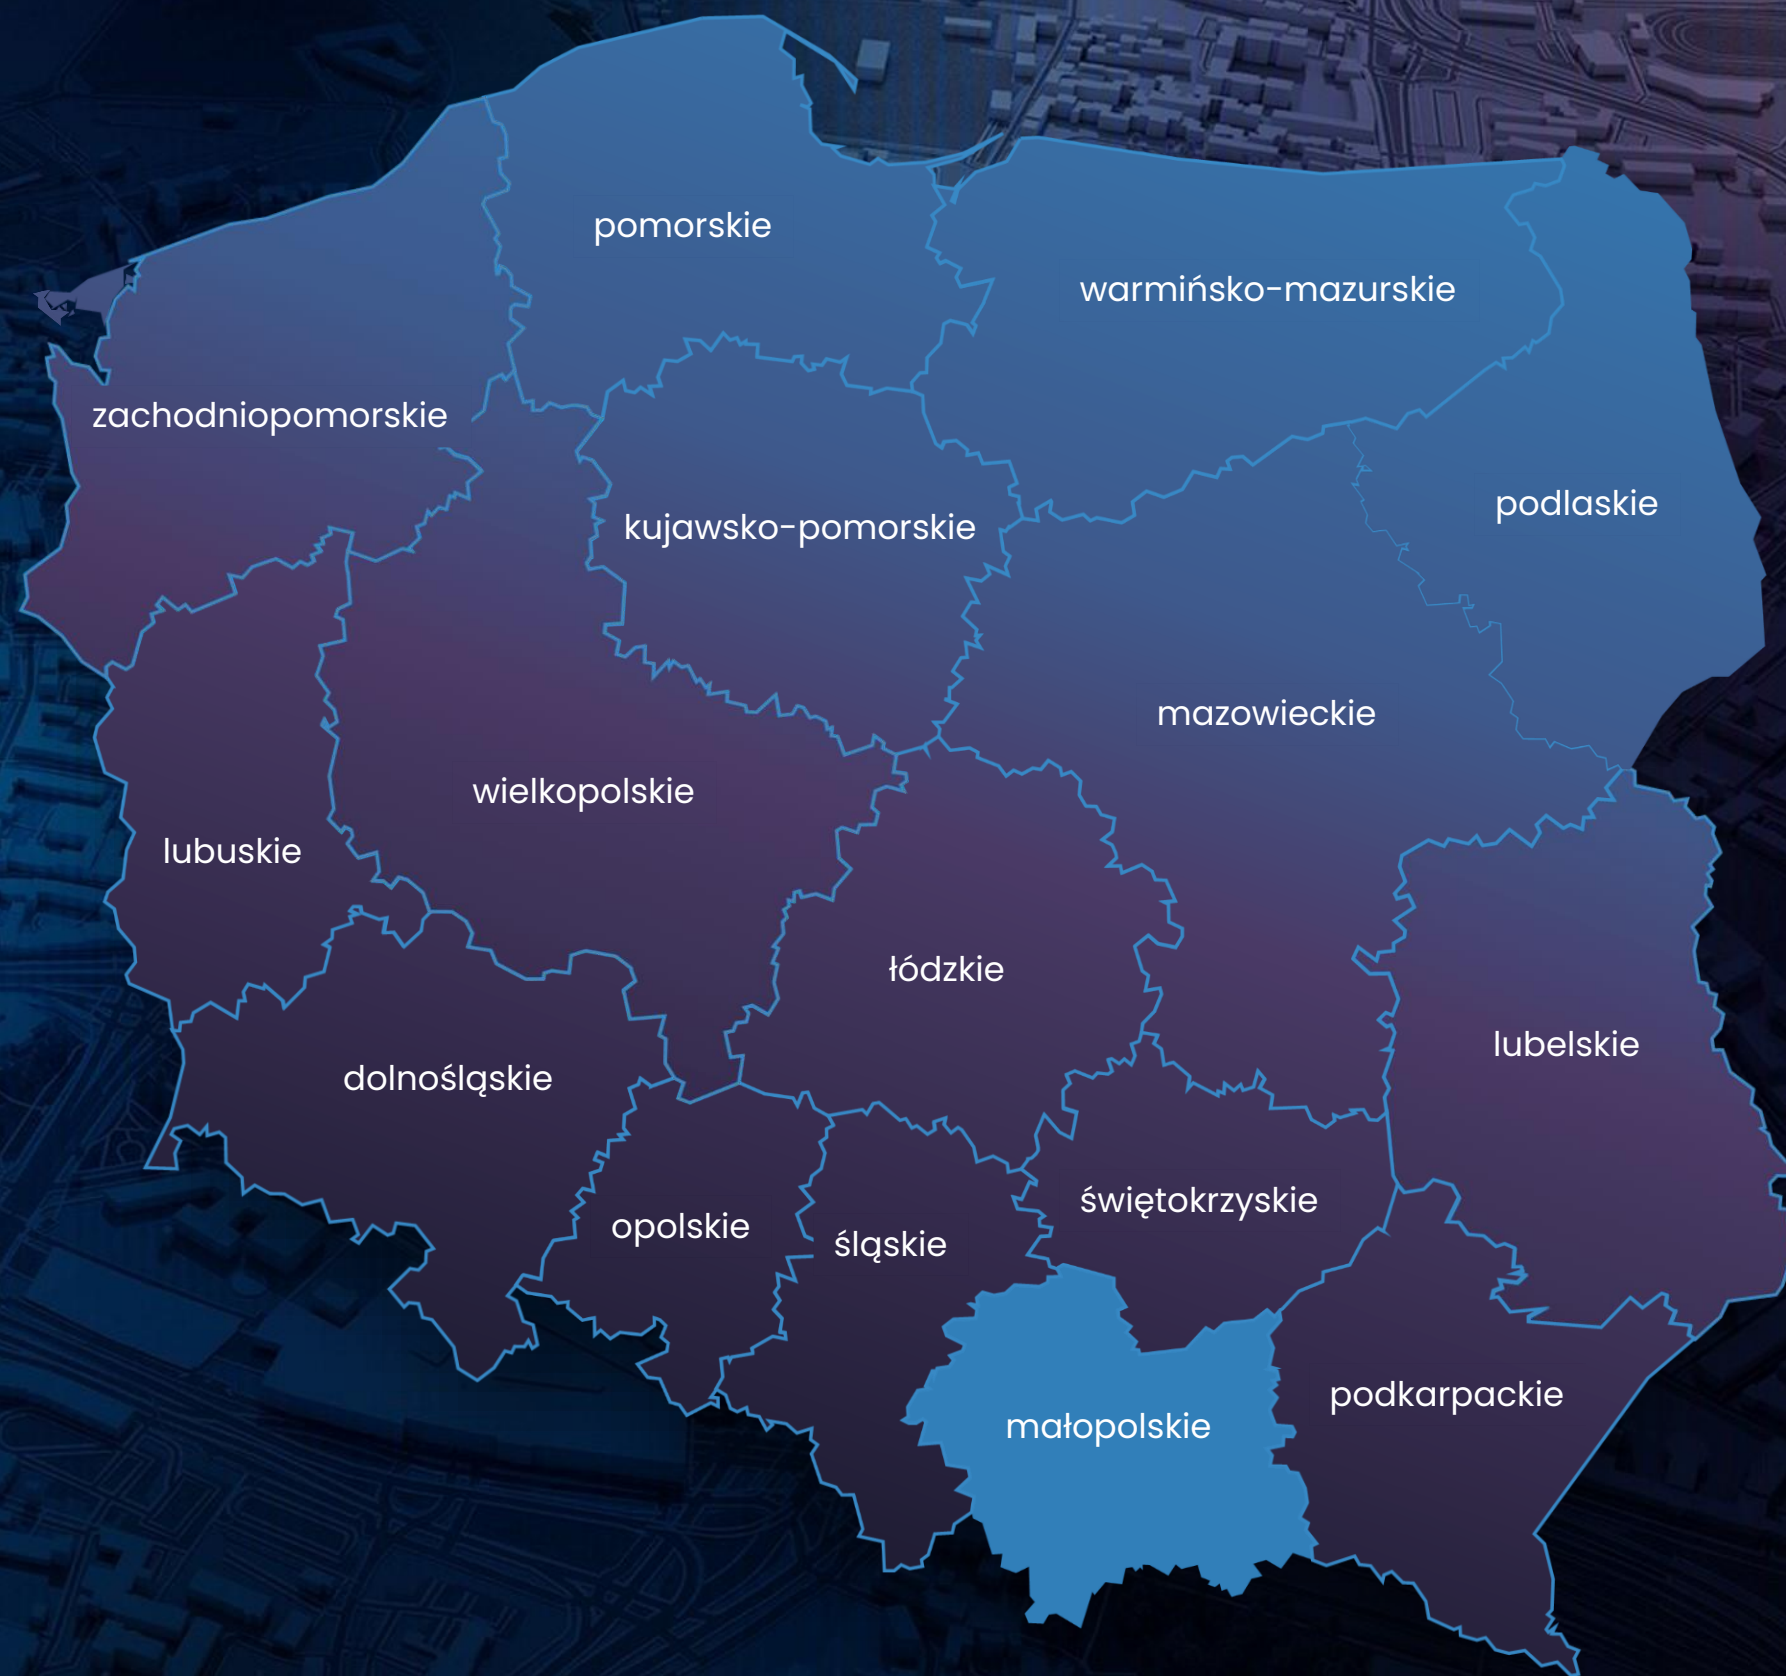 pomorskie
warmińsko-mazurskie
zachodniopomorskie
podlaskie
kujawsko-pomorskie
mazowieckie
wielkopolskie
lubuskie
łódzkie
lubelskie
dolnośląskie
świętokrzyskie
opolskie
śląskie
podkarpackie
małopolskie